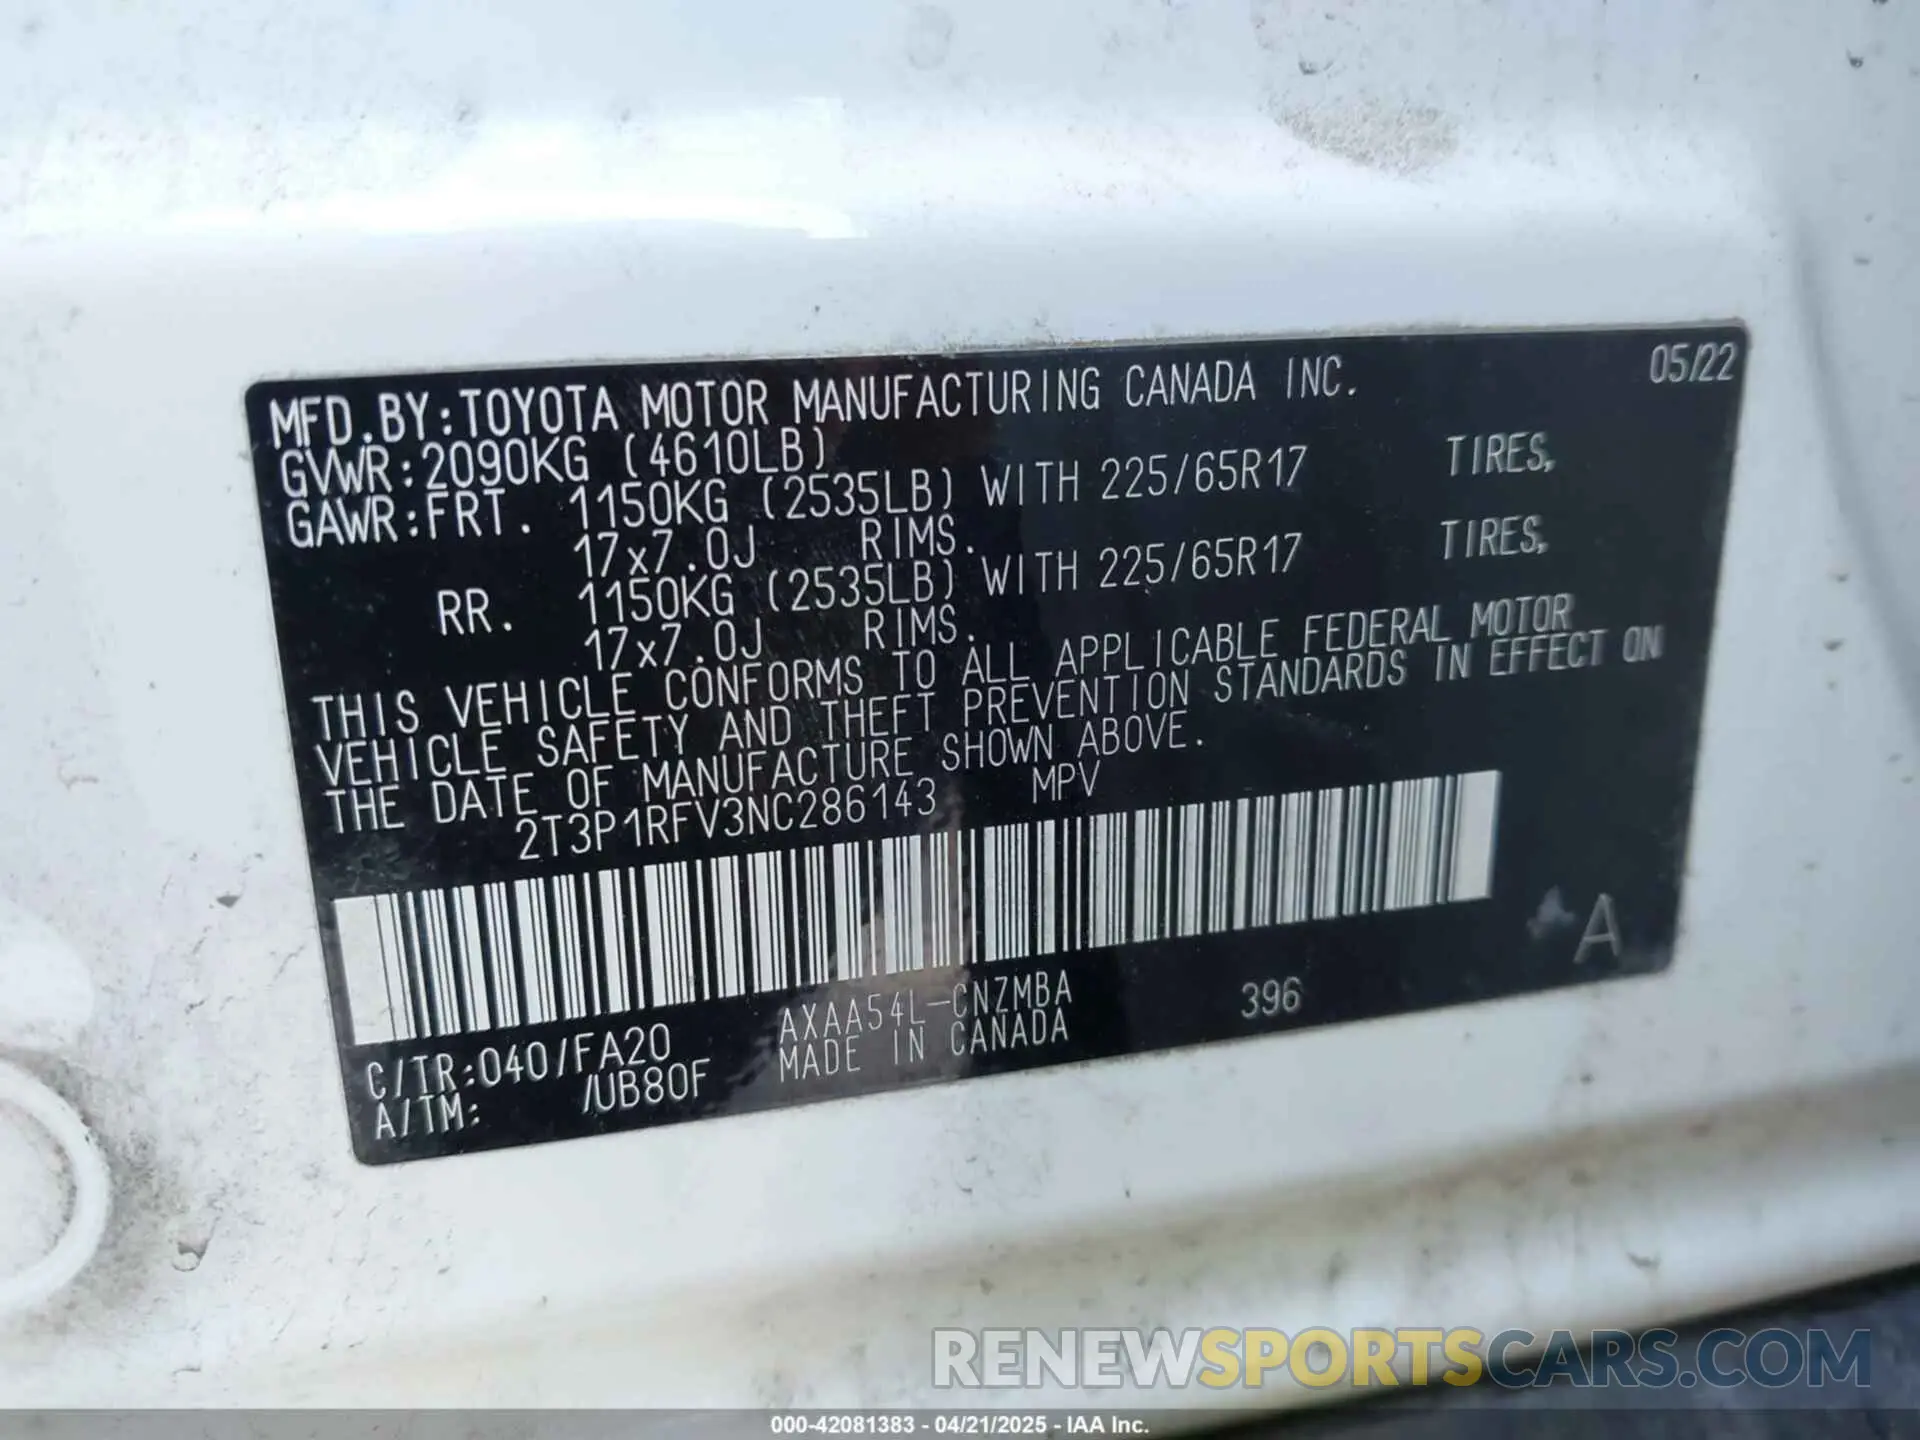 MFD.BY:TOYOTA MOTOR MANUFACTURING CANADA INC. 05/22
GVWR:2090KG (4610LB)
GAWR:FRT. 1150KG (2535LB) WITH 225/65R17 TIRES,
17x7.0J RIMS.
RR. 1150KG (2535LB) WITH 225/65R17 TIRES,
17x7.0J RIMS.
THIS VEHICLE CONFORMS TO ALL APPLICABLE FEDERAL MOTOR
VEHICLE SAFETY AND THEFT PREVENTION STANDARDS IN EFFECT ON
THE DATE OF MANUFACTURE SHOWN ABOVE.
2T3P1RFV3NC286143 MPV
A
C/TR:040/FA20 AXAA54L-CNZMBA 396
A/TM: /UB80F MADE IN CANADA
RENEWSPORTSCARS.COM
000-42081383 - 04/21/2025 - IAA Inc.